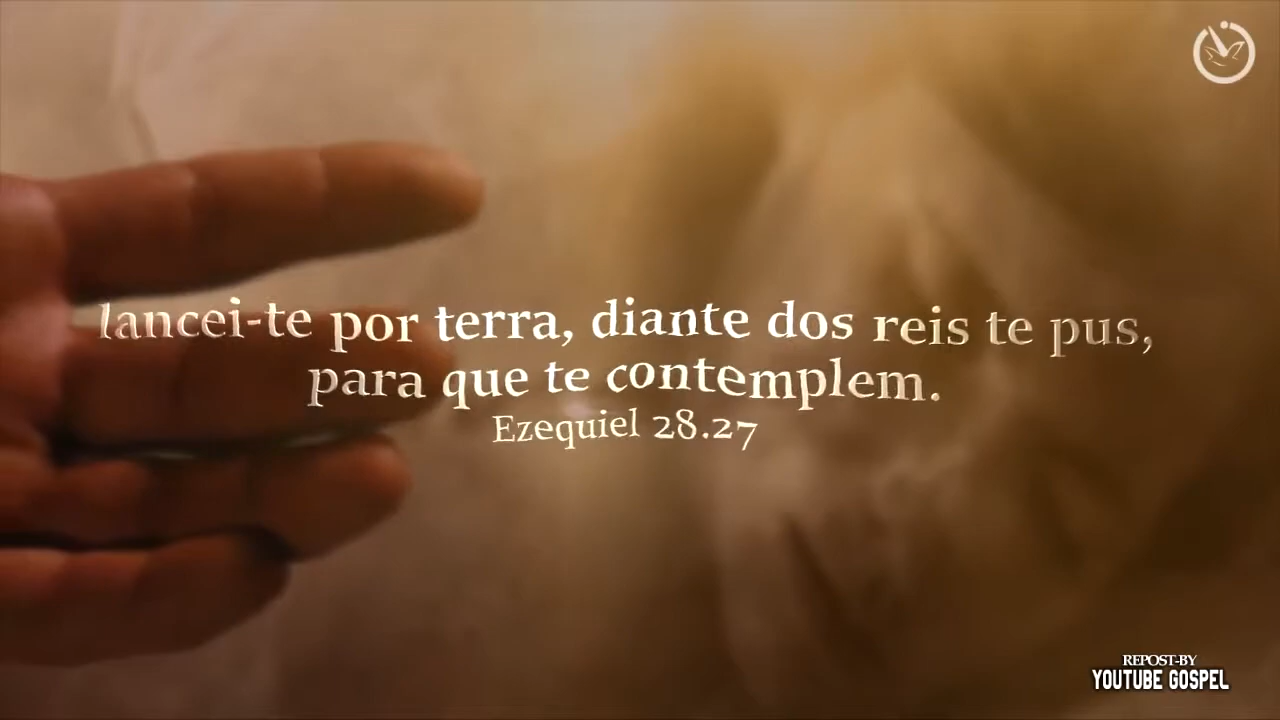 lancei-te por terra, diante dos reis te pus,
para que te contemplem.
Ezequiel 28.27
REPOST-BY
YOUTUBE GOSPEL